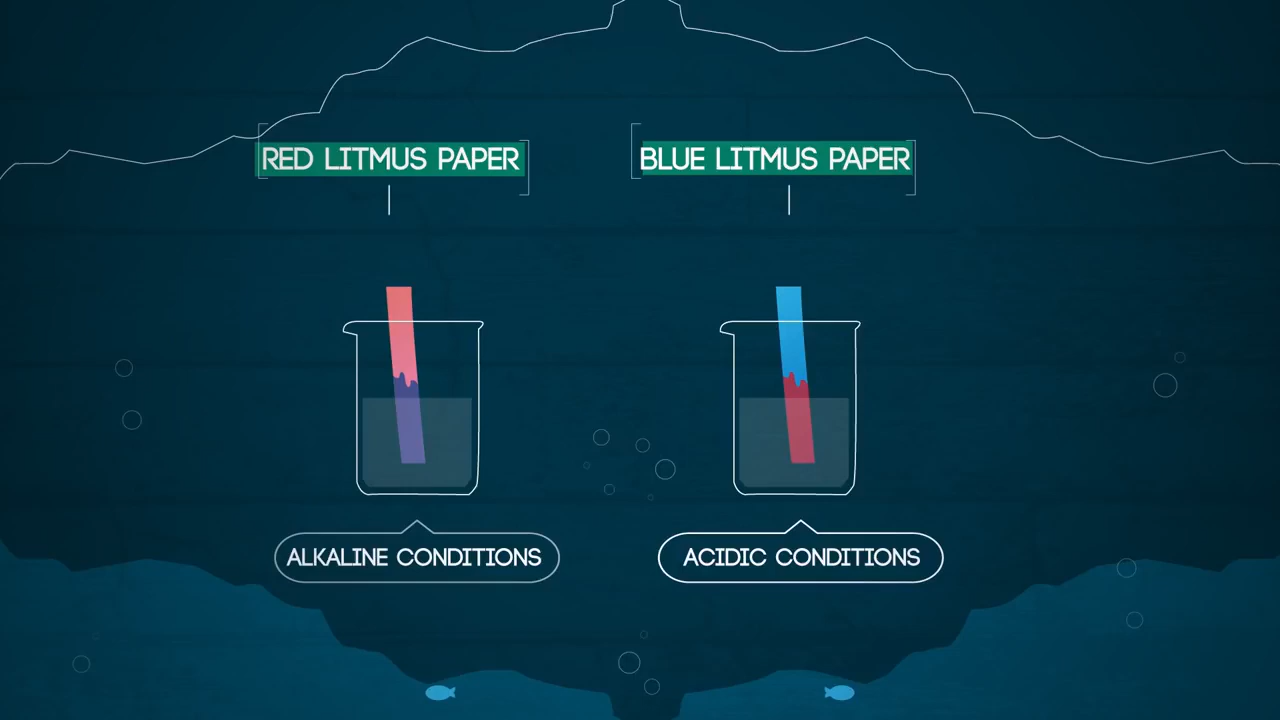 RED LITMUS PAPER
BLUE LITMUS PAPER
ALKALINE CONDITIONS
ACIDIC CONDITIONS